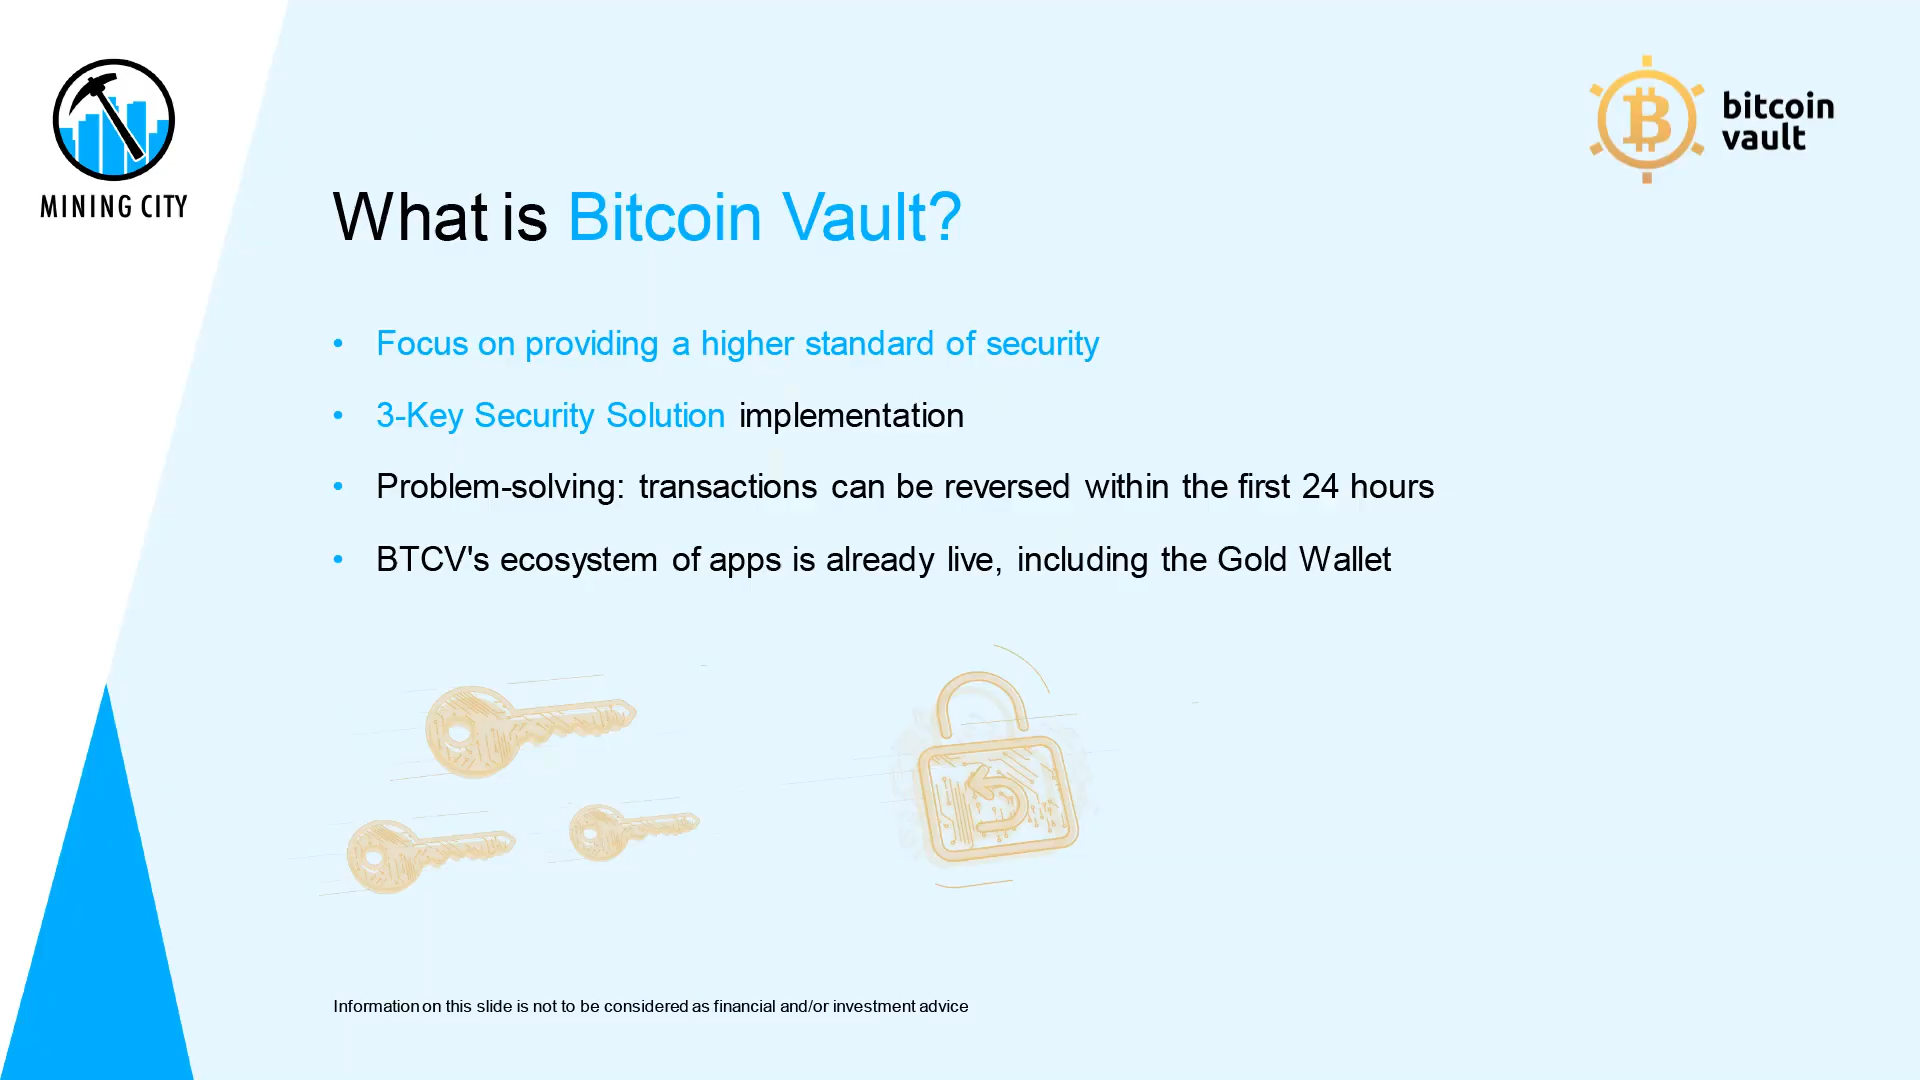 MINING CITY
bitcoin
vault
What is Bitcoin Vault?
• Focus on providing a higher standard of security
• 3-Key Security Solution implementation
• Problem-solving: transactions can be reversed within the first 24 hours
• BTCV's ecosystem of apps is already live, including the Gold Wallet
Information on this slide is not to be considered as financial and/or investment advice